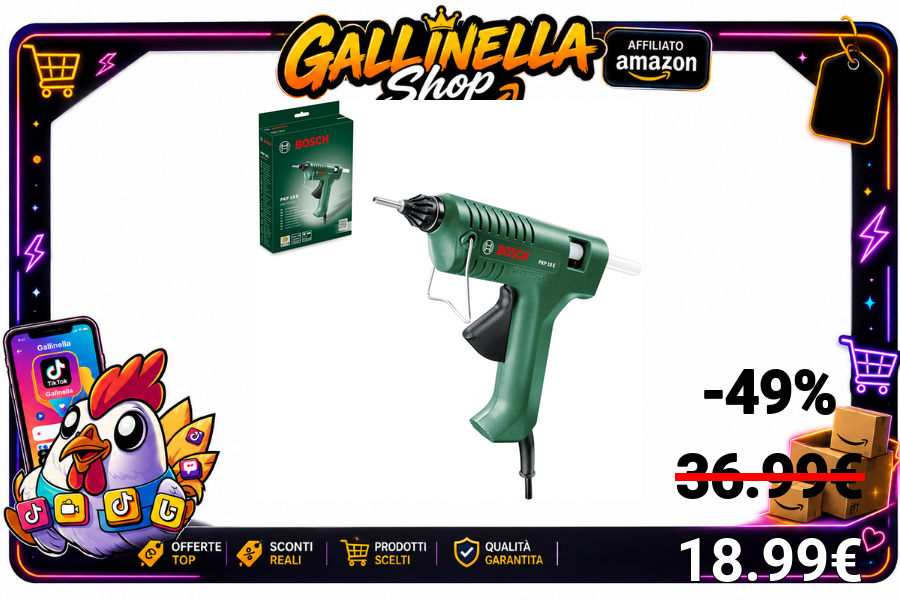 GALLINELLA
Shop
AFFILIATO
amazon
BOSCH
PKP 18 E
BOSCH
PKP 18 E
Gallinella
TikTok
Gallinella
-49%
36.99€
18.99€
OFFERTE
TOP
SCONTI
REALI
PRODOTTI
SCELTI
QUALITÀ
GARANTITA